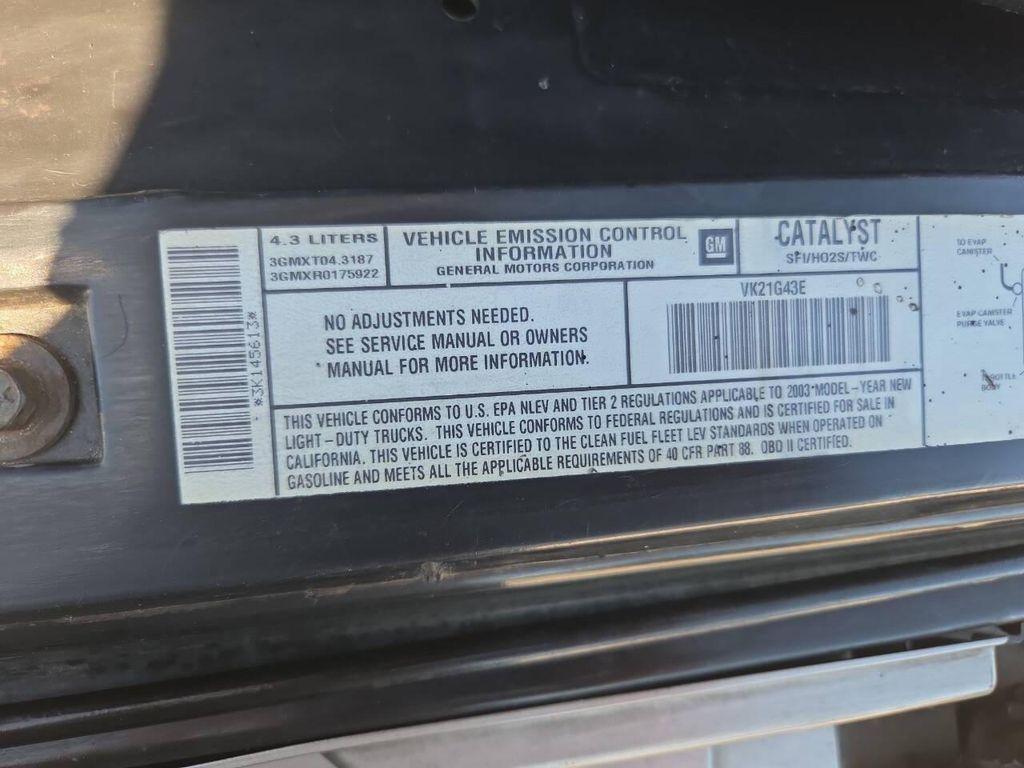 *3K145613*
4.3 LITERS
3GMXT04.3187
3GMXR0175922
VEHICLE EMISSION CONTROL
INFORMATION
GENERAL MOTORS CORPORATION
GM
CATALYST
SFI/HO2S/TWC
NO ADJUSTMENTS NEEDED.
SEE SERVICE MANUAL OR OWNERS
MANUAL FOR MORE INFORMATION.
VK21G43E
THIS VEHICLE CONFORMS TO U.S. EPA NLEV AND TIER 2 REGULATIONS APPLICABLE TO 2003 MODEL-YEAR NEW
LIGHT-DUTY TRUCKS. THIS VEHICLE CONFORMS TO FEDERAL REGULATIONS AND IS CERTIFIED FOR SALE IN
CALIFORNIA. THIS VEHICLE IS CERTIFIED TO THE CLEAN FUEL FLEET LEV STANDARDS WHEN OPERATED ON
GASOLINE AND MEETS ALL THE APPLICABLE REQUIREMENTS OF 40 CFR PART 88. OBD II CERTIFIED.
TO EVAP
CANISTER
EVAP CANISTER
PURGE VALVE
THROTTLE
BODY